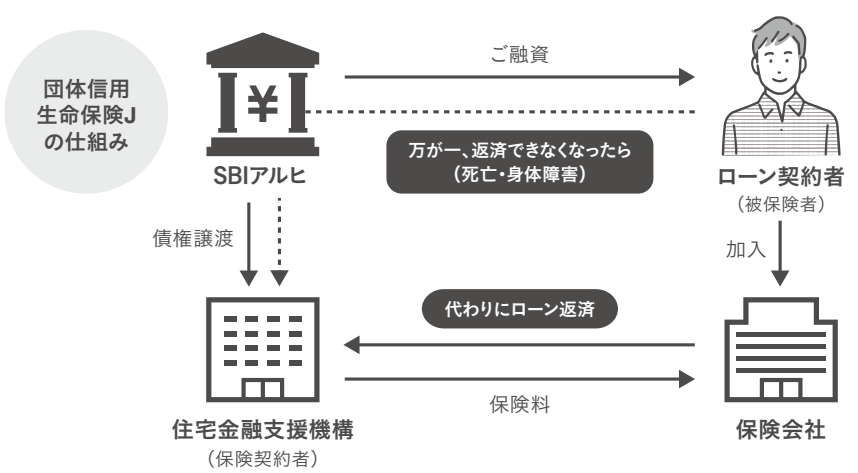 団体信用
生命保険J
の仕組み
¥
SBIアルヒ
ご融資
万が一、返済できなくなったら
（死亡・身体障害）
ローン契約者
（被保険者）
債権譲渡
加入
代わりにローン返済
保険料
住宅金融支援機構
（保険契約者）
保険会社